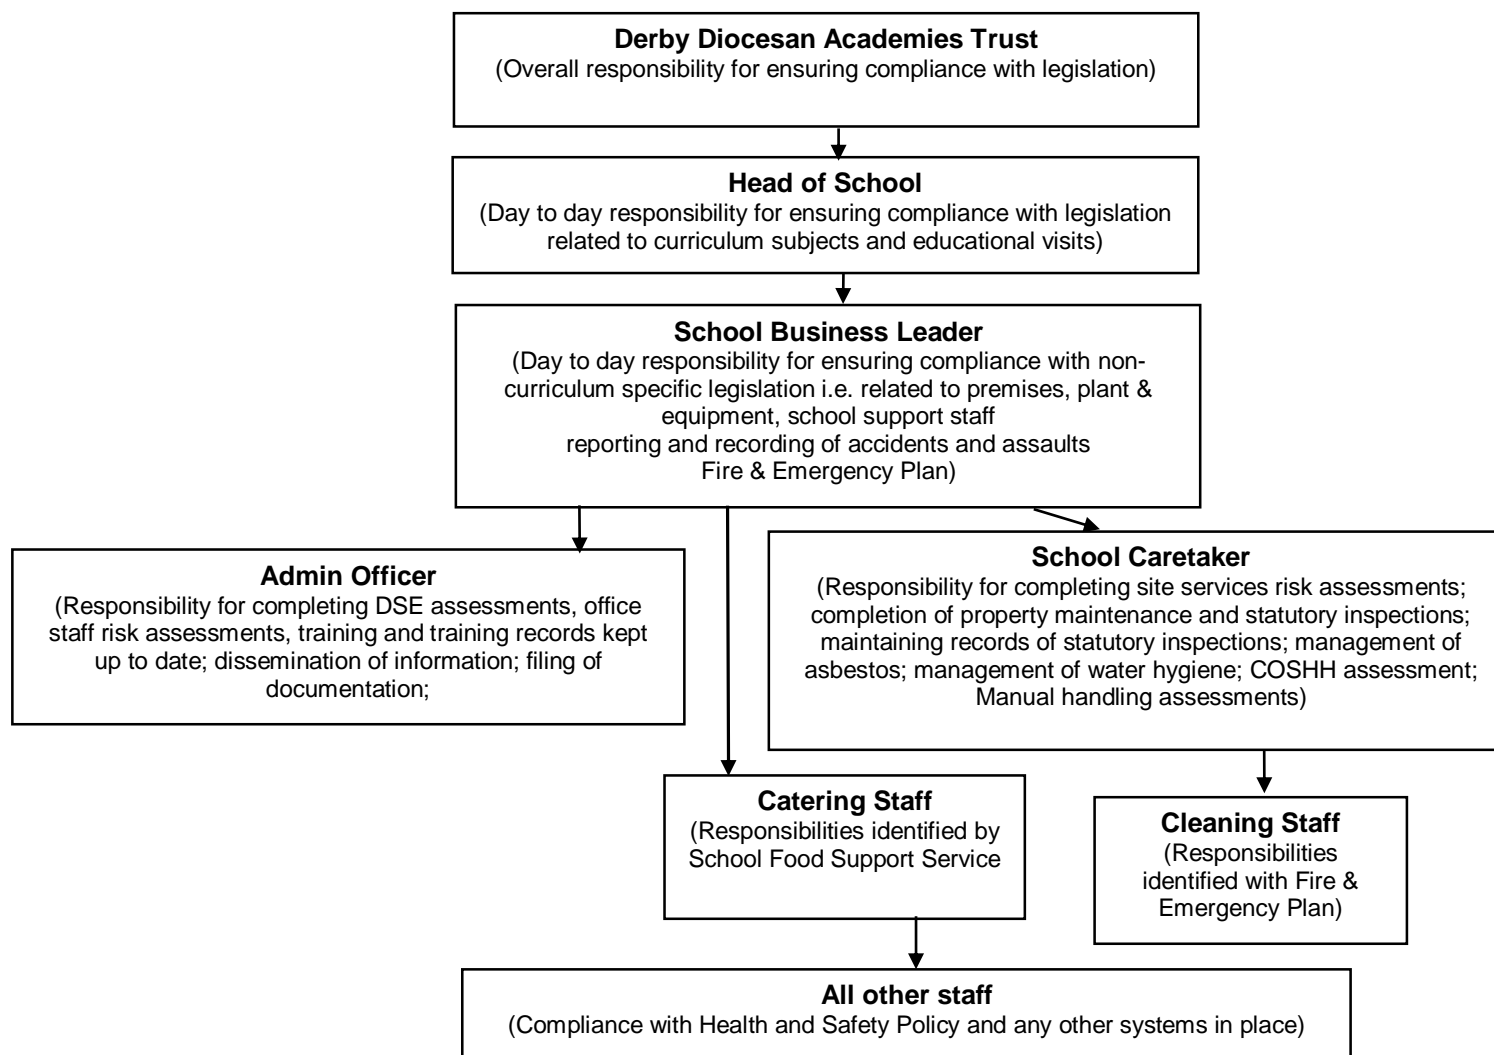 Derby Diocesan Academies Trust
(Overall responsibility for ensuring compliance with legislation)
Head of School
(Day to day responsibility for ensuring compliance with legislation
related to curriculum subjects and educational visits)
School Business Leader
(Day to day responsibility for ensuring compliance with non-
curriculum specific legislation i.e. related to premises, plant &
equipment, school support staff
reporting and recording of accidents and assaults
Fire & Emergency Plan)
Admin Officer
(Responsibility for completing DSE assessments, office
staff risk assessments, training and training records kept
up to date; dissemination of information; filing of
documentation;
School Caretaker
(Responsibility for completing site services risk assessments;
completion of property maintenance and statutory inspections;
maintaining records of statutory inspections; management of
asbestos; management of water hygiene; COSHH assessment;
Manual handling assessments)
Catering Staff
(Responsibilities identified by
School Food Support Service
Cleaning Staff
(Responsibilities
identified with Fire &
Emergency Plan)
All other staff
(Compliance with Health and Safety Policy and any other systems in place)